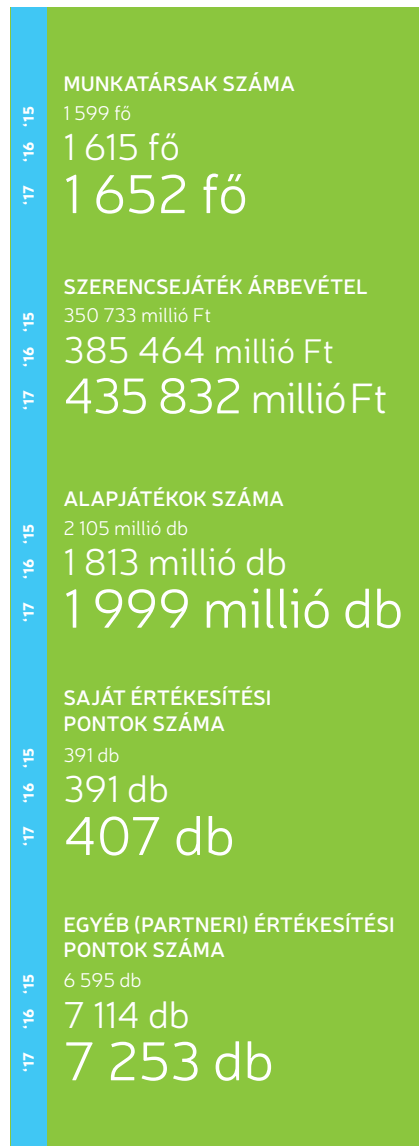 MUNKATÁRSAK SZÁMA
'15 1 599 fő
'16 1 615 fő
'17 1 652 fő
SZERENCSEJÁTÉK ÁRBEVÉTEL
'15 350 733 millió Ft
'16 385 464 millió Ft
'17 435 832 millió Ft
ALAPJÁTÉKOK SZÁMA
'15 2 105 millió db
'16 1 813 millió db
'17 1 999 millió db
SAJÁT ÉRTÉKESÍTÉSI
PONTOK SZÁMA
'15 391 db
'16 391 db
'17 407 db
EGYÉB (PARTNERI) ÉRTÉKESÍTÉSI
PONTOK SZÁMA
'15 6 595 db
'16 7 114 db
'17 7 253 db